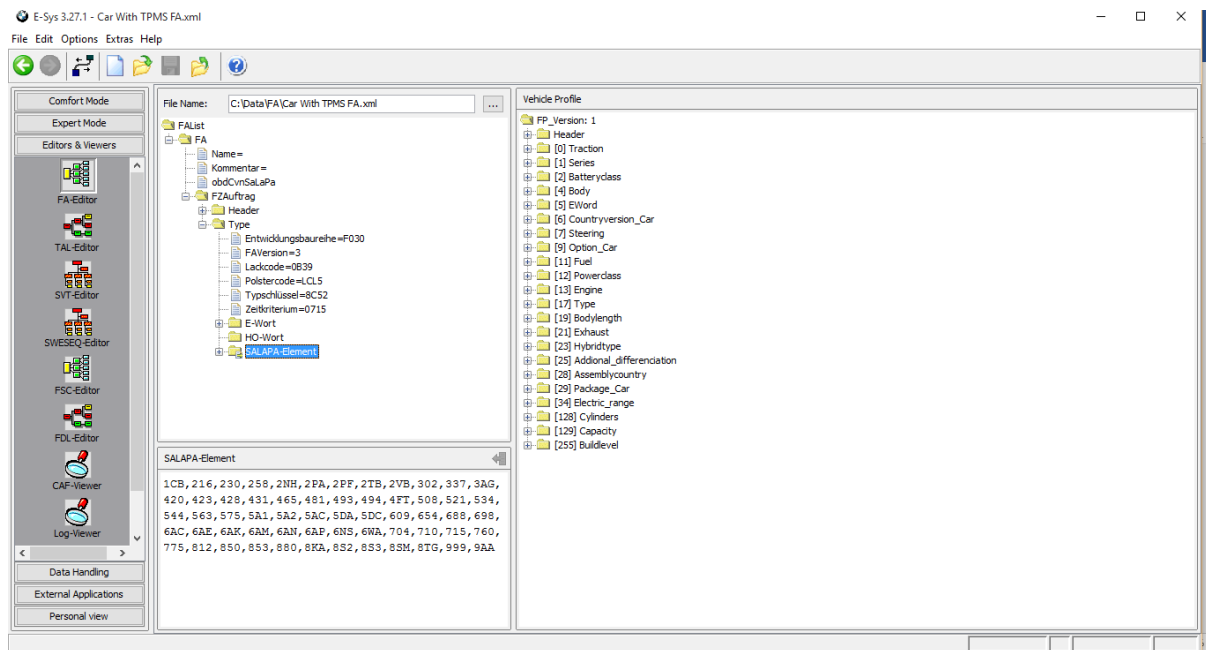 E-Sys 3.27.1 - Car With TPMS FA.xml
File Edit Options Extras Help
Comfort Mode
Expert Mode
Editors & Viewers
FA-Editor
TAL-Editor
SVT-Editor
SWESEQ-Editor
FSC-Editor
FDL-Editor
CAF-Viewer
Log-Viewer
Data Handling
External Applications
Personal view
File Name: C:\Data\FA\Car With TPMS FA.xml ...
FAList
FA
Name=
Kommentar=
obdCvnSaLaPa
FZAuftrag
Header
Type
Entwicklungsbaureihe=F030
FAVersion=3
Lackcode=0B39
Polstercode=LCL5
Typschlüssel=8C52
Zeitkriterium=0715
E-Wort
HO-Wort
SALAPA-Element
SALAPA-Element
1CB,216,230,258,2NH,2PA,2PF,2TB,2VB,302,337,3AG,
420,423,428,431,465,481,493,494,4FT,508,521,534,
544,563,575,5A1,5A2,5AC,5DA,5DC,609,654,688,698,
6AC,6AE,6AK,6AM,6AN,6AP,6NS,6WA,704,710,715,760,
775,812,850,853,880,8KA,8S2,8S3,8SM,8TG,999,9AA
Vehicle Profile
FP_Version: 1
Header
[0] Traction
[1] Series
[2] Batteryclass
[4] Body
[5] EWord
[6] Countryversion_Car
[7] Steering
[9] Option_Car
[11] Fuel
[12] Powerclass
[13] Engine
[17] Type
[19] Bodylength
[21] Exhaust
[23] Hybridtype
[25] Addional_differenciation
[28] Assemblycountry
[29] Package_Car
[34] Electric_range
[128] Cylinders
[129] Capacity
[255] Buildlevel